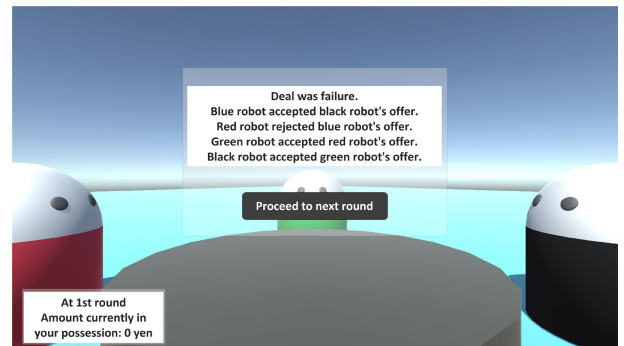 Deal was failure.
Blue robot accepted black robot's offer.
Red robot rejected blue robot's offer.
Green robot accepted red robot's offer.
Black robot accepted green robot's offer.
Proceed to next round
At 1st round
Amount currently in
your possession: 0 yen